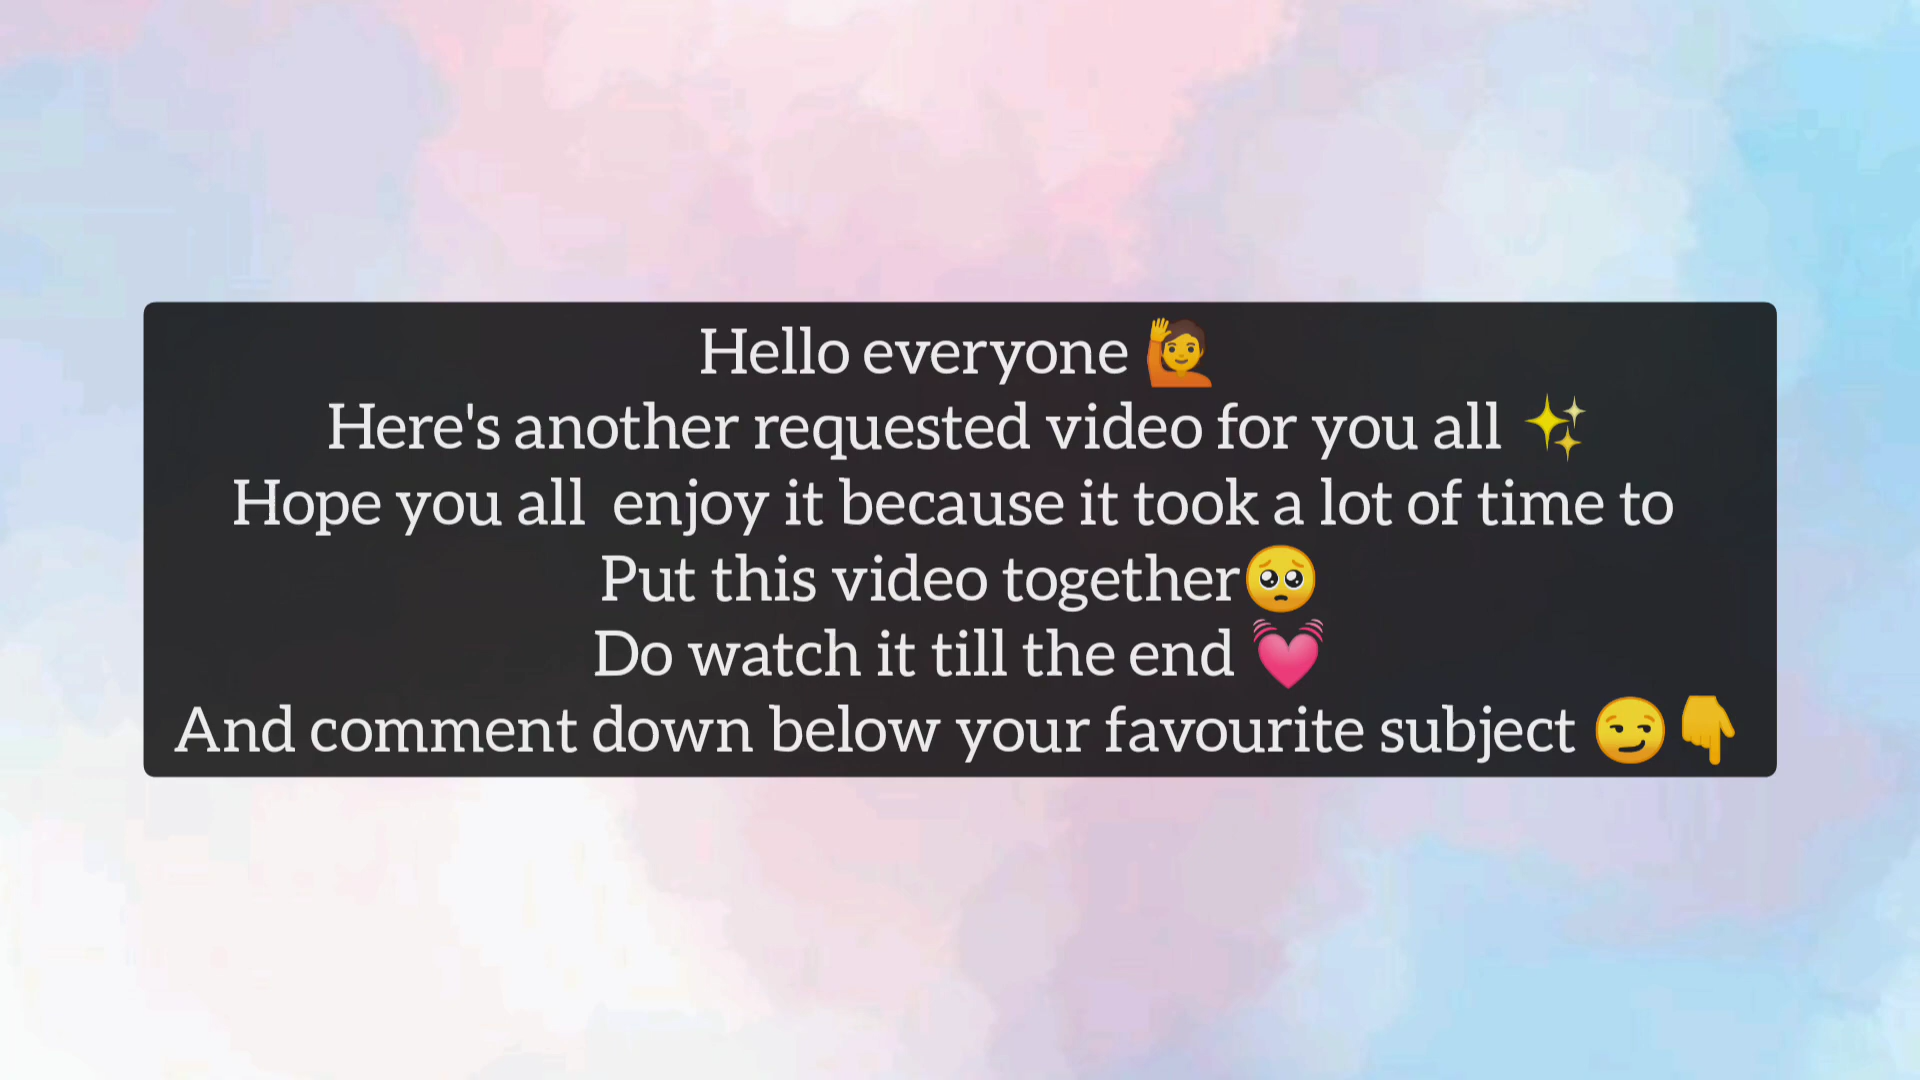 Hello everyone 🙋
Here's another requested video for you all ✨
Hope you all  enjoy it because it took a lot of time to
Put this video together🥺
Do watch it till the end 💓
And comment down below your favourite subject 😏👇